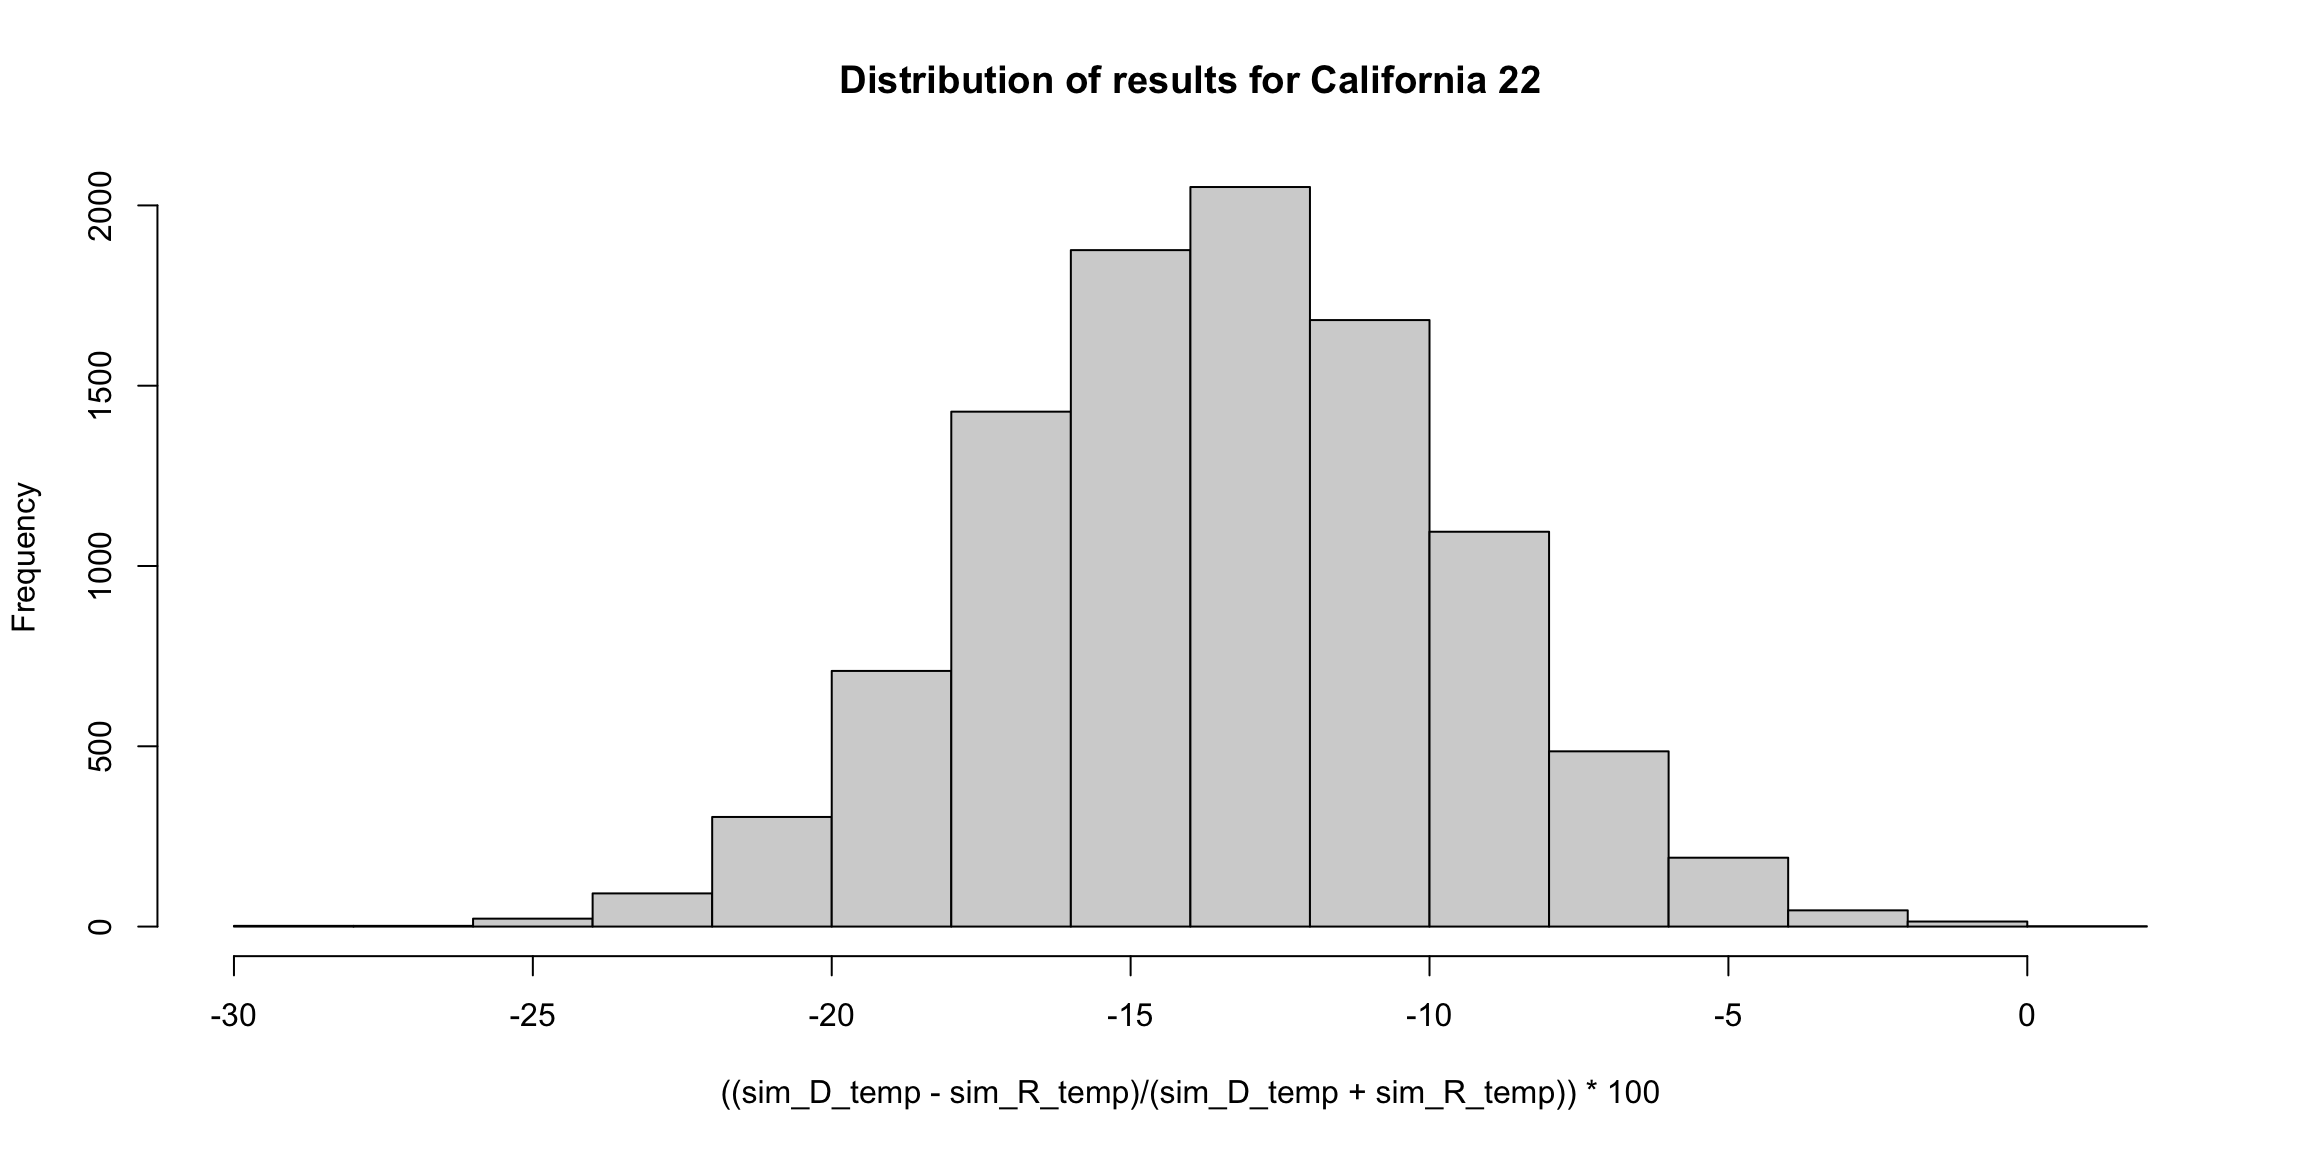 Distribution of results for California 22
Frequency
2000
1500
1000
500
0
-30 -25 -20 -15 -10 -5 0
((sim_D_temp - sim_R_temp)/(sim_D_temp + sim_R_temp)) * 100